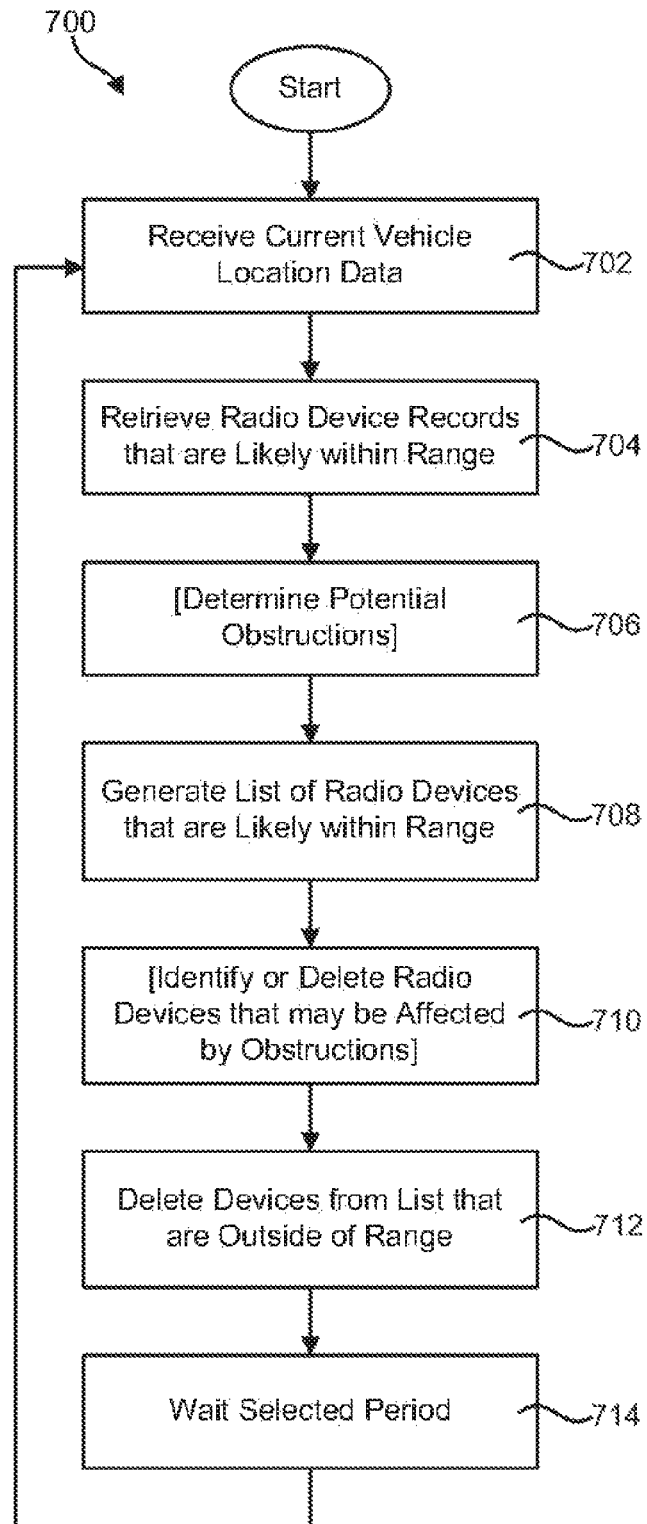 700
Start
Receive Current Vehicle
Location Data
702
Retrieve Radio Device Records
that are Likely within Range
704
[Determine Potential
Obstructions]
706
Generate List of Radio Devices
that are Likely within Range
708
[Identify or Delete Radio
Devices that may be Affected
by Obstructions]
710
Delete Devices from List that
are Outside of Range
712
Wait Selected Period
714